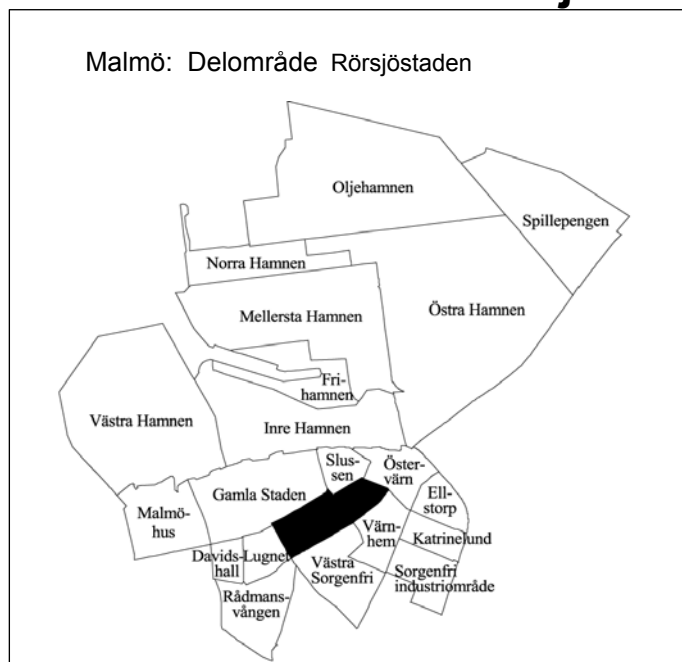 Malmö: Delområde Rörsjöstaden
Oljehamnen
Spillepengen
Norra Hamnen
Östra Hamnen
Mellersta Hamnen
Fri-
hamnen
Västra Hamnen
Inre Hamnen
Slus-
sen
Öster-
värn
Gamla Staden
Ell-
storp
Malmö-
hus
Värn-
hem
Katrinelund
Davids-
hall
Lugnet
Västra
Sorgenfri
Sorgenfri
industriområde
Rådmans-
vången